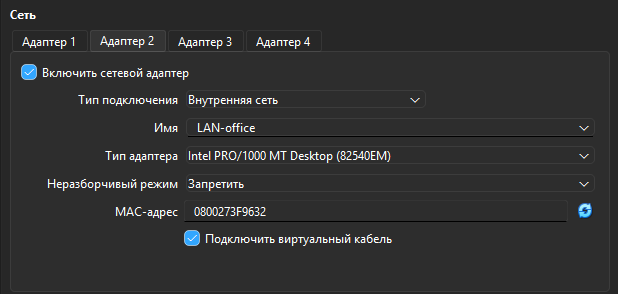 Сеть
Адаптер 1 Адаптер 2 Адаптер 3 Адаптер 4
Включить сетевой адаптер
Тип подключения Внутренняя сеть
Имя LAN-office
Тип адаптера Intel PRO/1000 MT Desktop (82540EM)
Неразборчивый режим Запретить
MAC-адрес 0800273F9632
Подключить виртуальный кабель